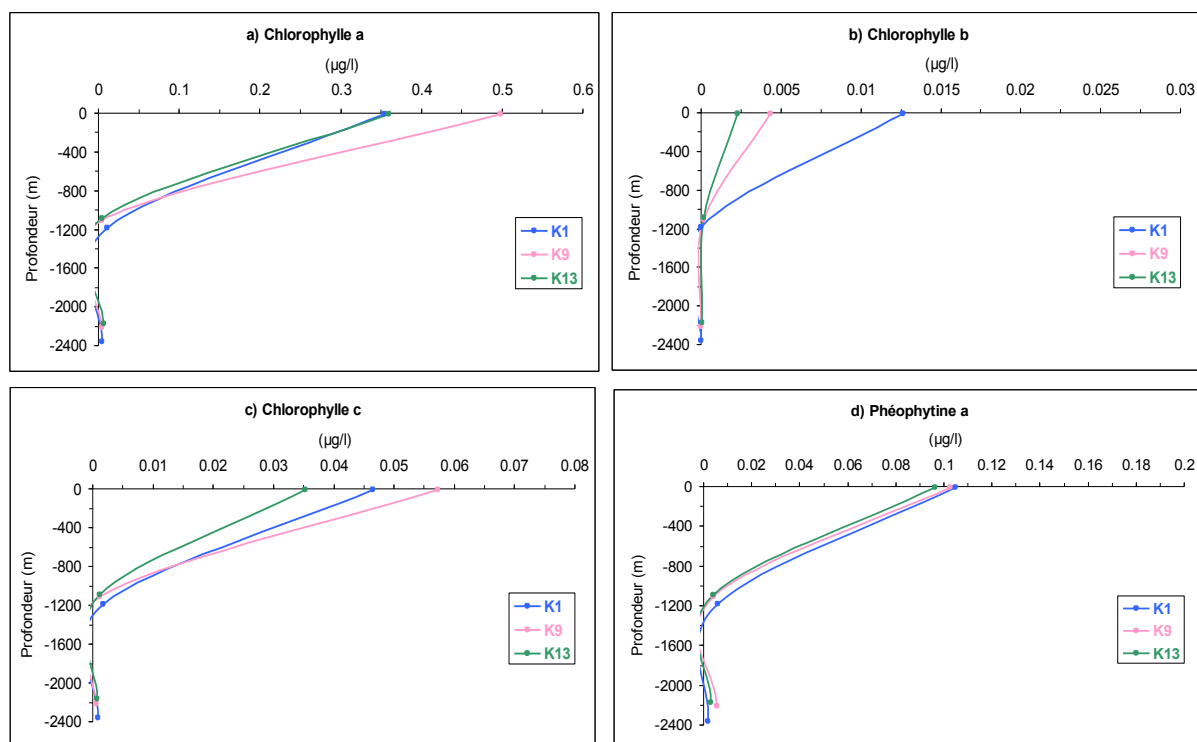 a) Chlorophylle a
(µg/l)
0 0.1 0.2 0.3 0.4 0.5 0.6
0
-400
-800
-1200
-1600
-2000
-2400
Profondeur (m)
K1
K9
K13
b) Chlorophylle b
(µg/l)
0 0.005 0.01 0.015 0.02 0.025 0.03
0
-400
-800
-1200
-1600
-2000
-2400
Profondeur (m)
K1
K9
K13
c) Chlorophylle c
(µg/l)
0 0.01 0.02 0.03 0.04 0.05 0.06 0.07 0.08
0
-400
-800
-1200
-1600
-2000
-2400
Profondeur (m)
K1
K9
K13
d) Phéophytine a
(µg/l)
0 0.02 0.04 0.06 0.08 0.1 0.12 0.14 0.16 0.18 0.2
0
-400
-800
-1200
-1600
-2000
-2400
Profondeur (m)
K1
K9
K13